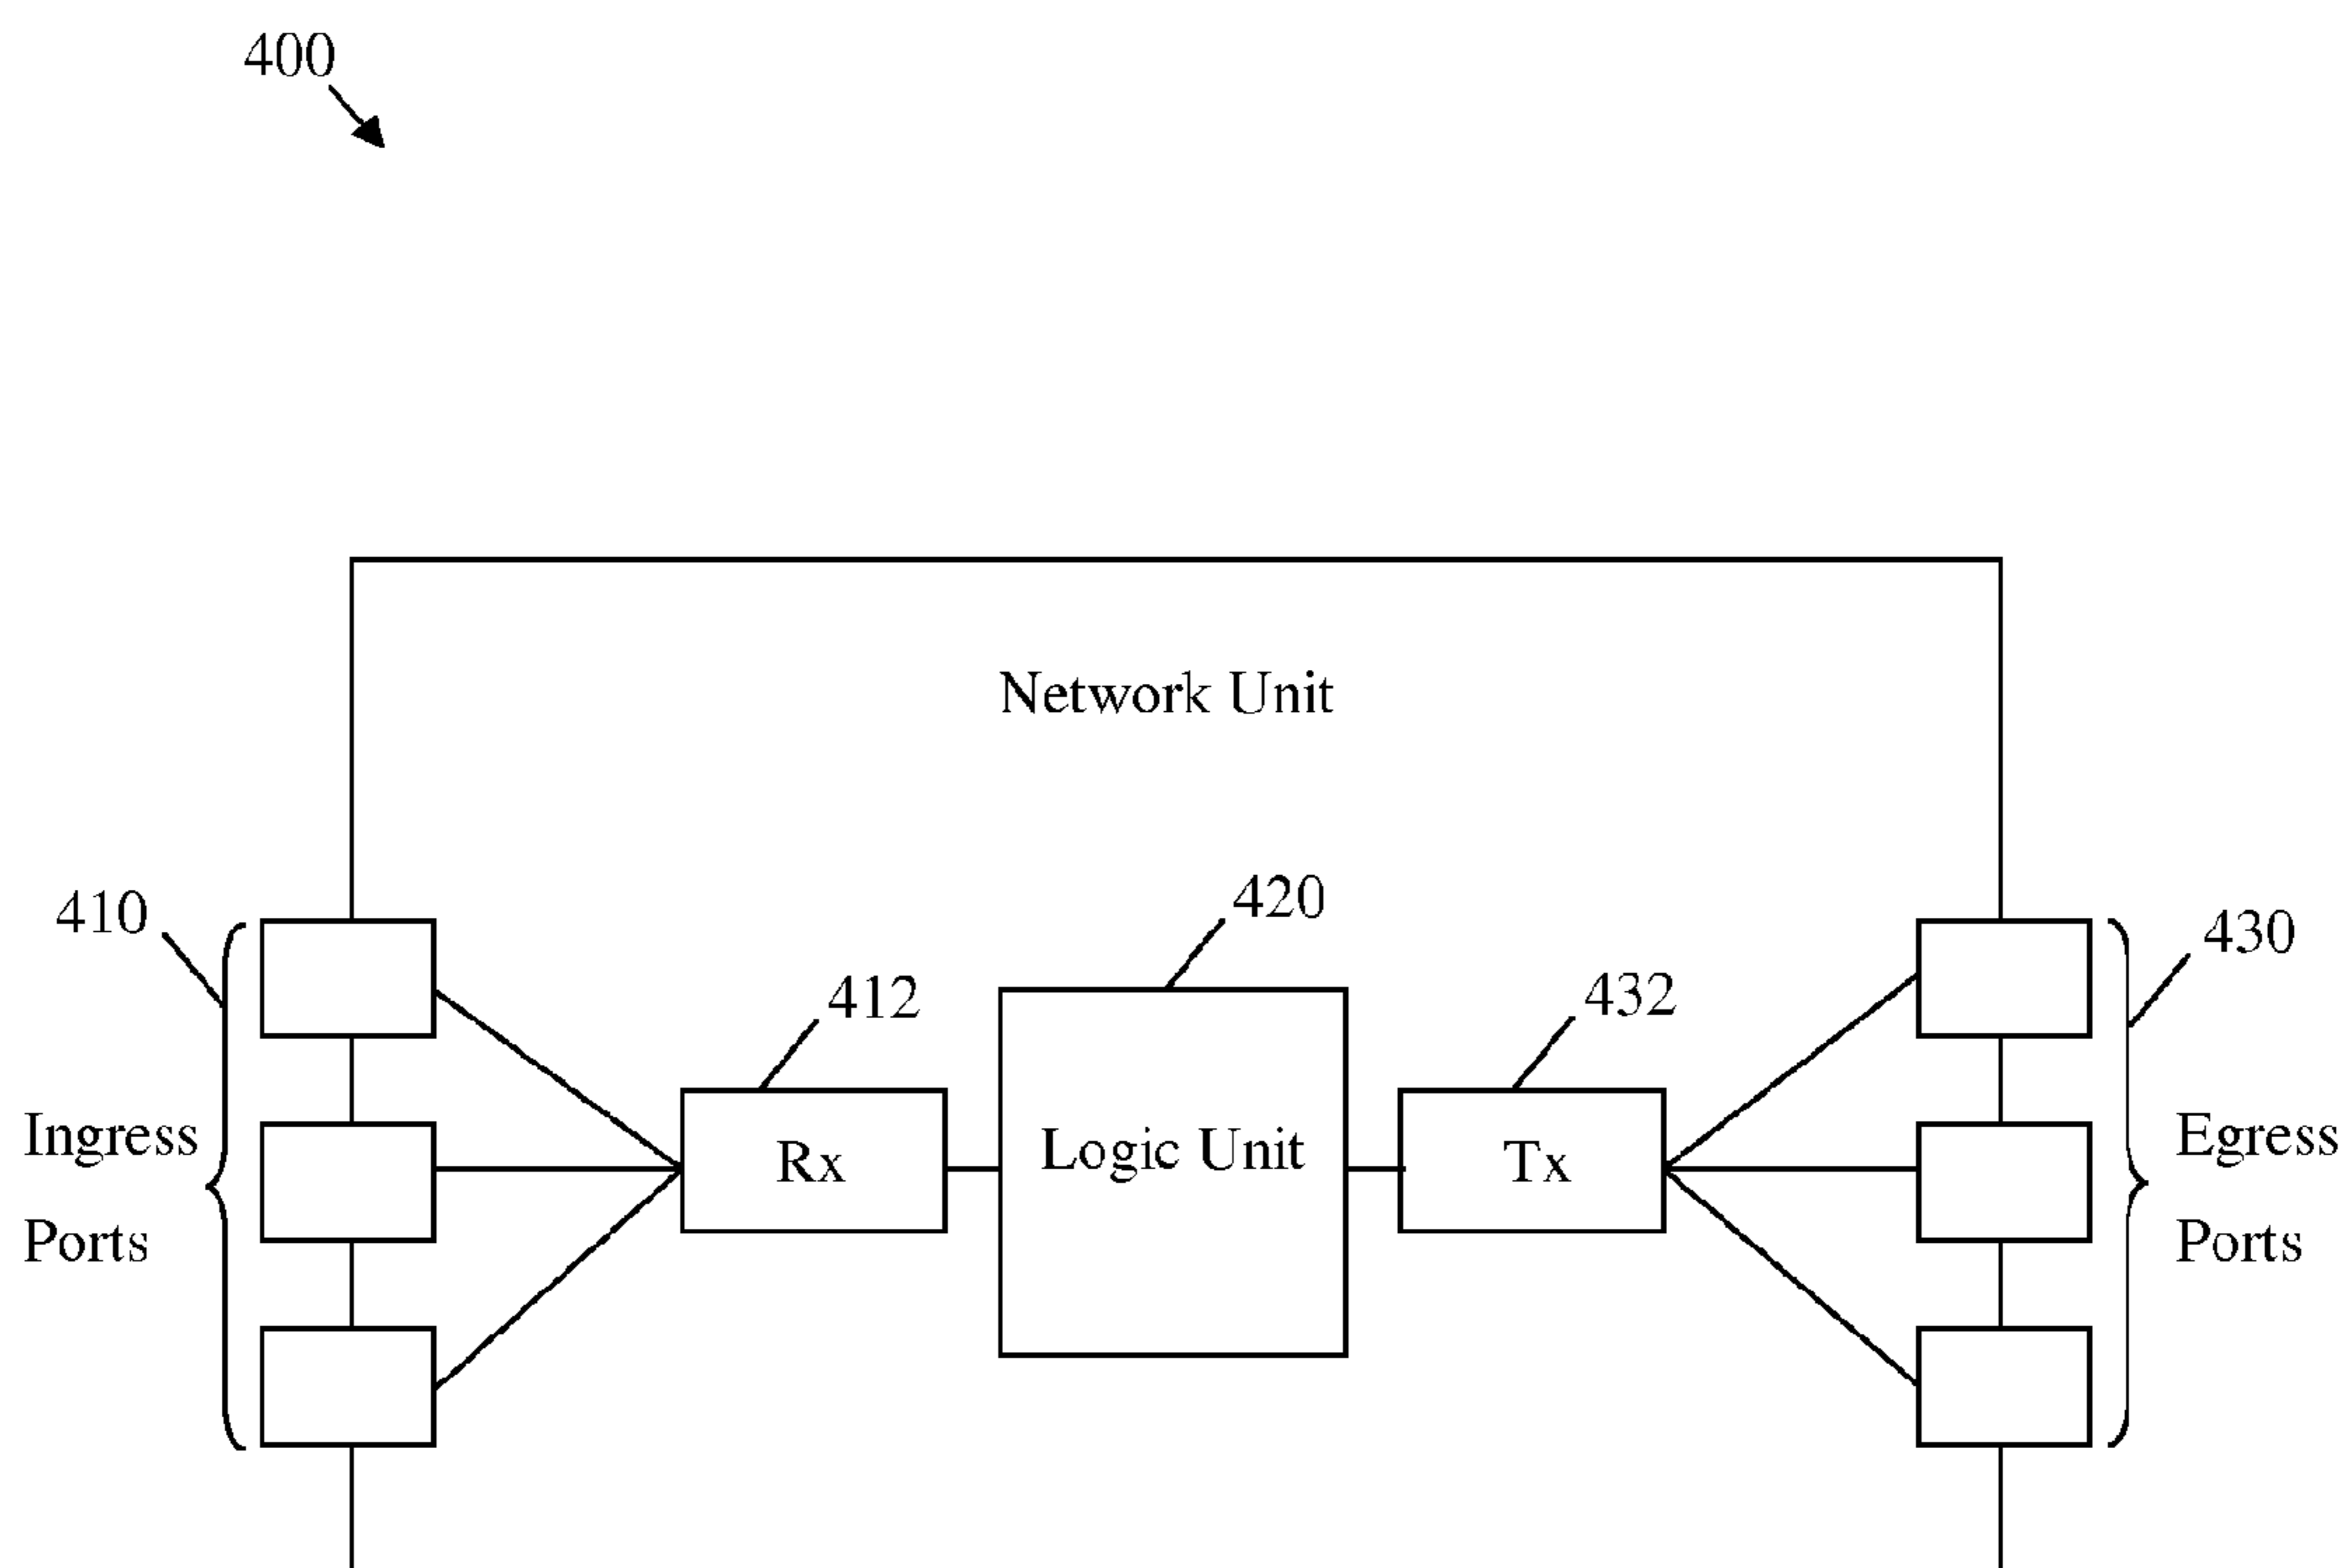 400
Network Unit
410
420
430
412
432
Ingress
Ports
Rx
Logic Unit
Tx
Egress
Ports